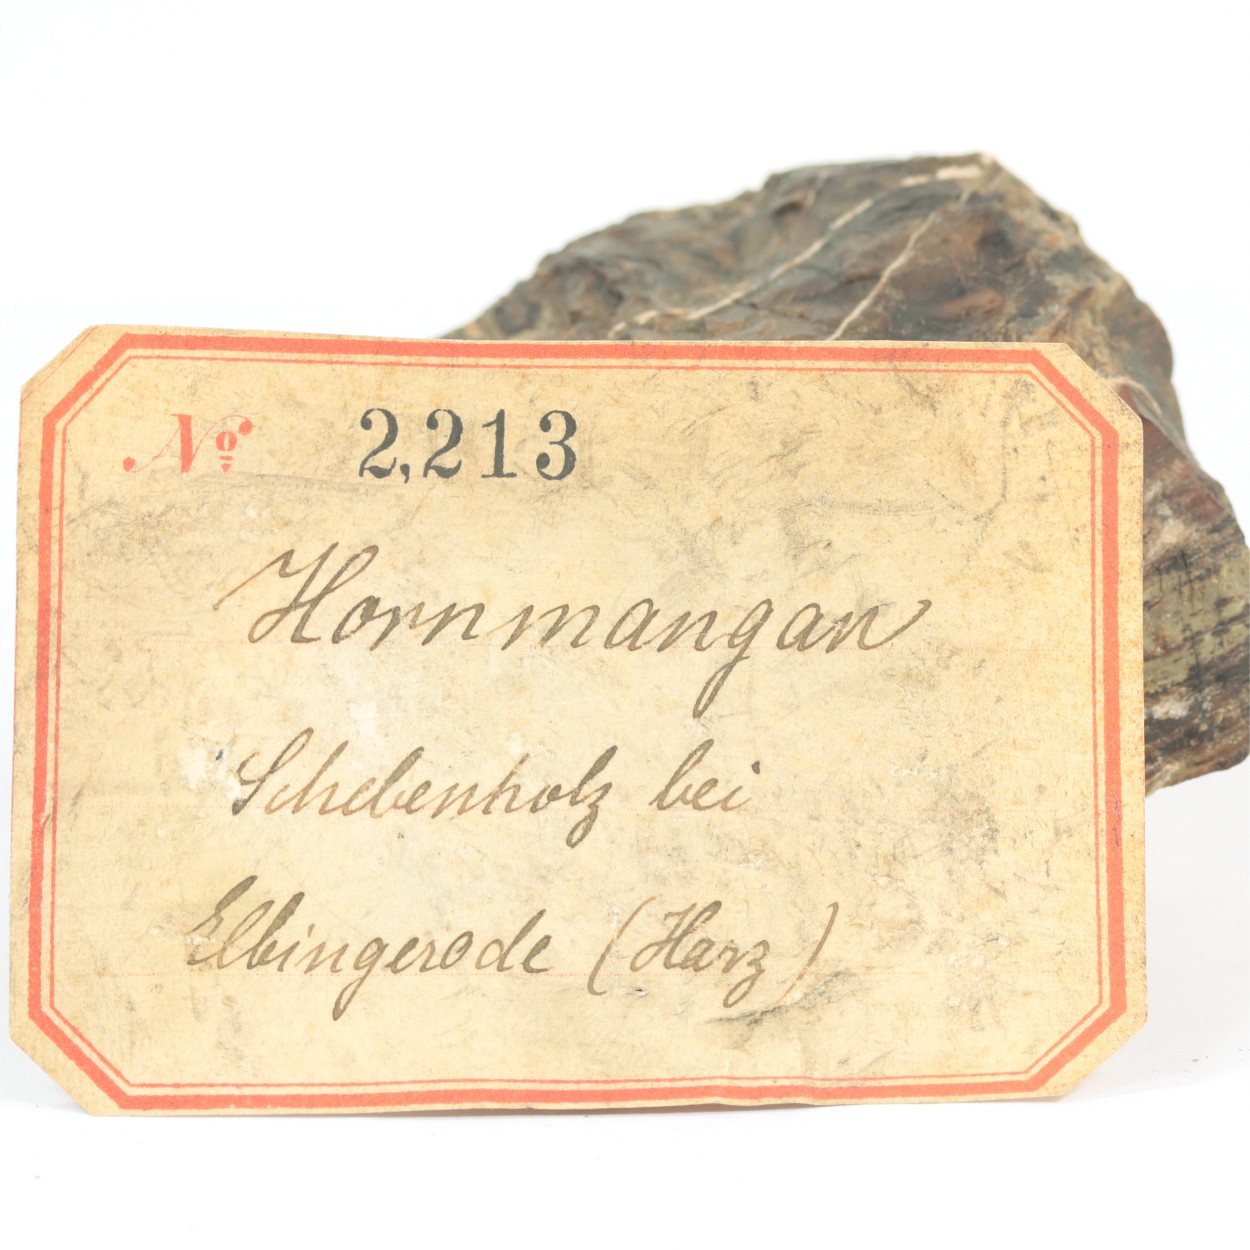 No 2,213
Hornmangan
Schebenholz bei
Elbingerode (Harz)